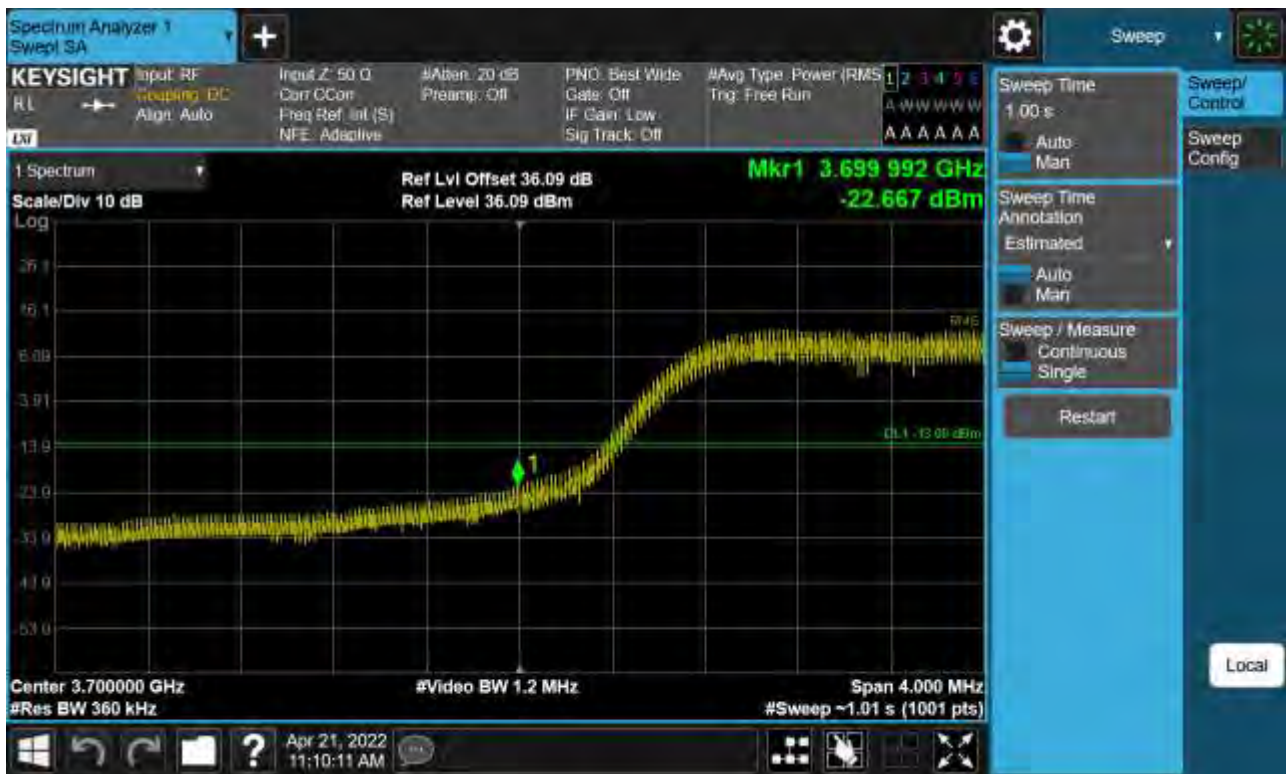 Spectrum Analyzer 1
Swept SA
+
Sweep
KEYSIGHT
Input: RF
Coupling: DC
Align: Auto
RL
LXI
Input Z: 50 Ω
Corr CCorr
Freq Ref: Int (S)
NFE: Adaptive
#Atten: 20 dB
Preamp: Off
PNO: Best Wide
Gate: Off
IF Gain: Low
Sig Track: Off
#Avg Type: Power (RMS
Trig: Free Run
1 2 3 4 5 6
A W W W W W
A A A A A A
1 Spectrum
Scale/Div 10 dB
Log
Ref Lvl Offset 36.09 dB
Ref Level 36.09 dBm
Mkr1 3.699 992 GHz
-22.667 dBm
26.1
16.1
6.09
-3.91
-13.9
-23.9
-33.9
-43.9
-53.9
RMS
DL1 -13.00 dBm
1
Center 3.700000 GHz
#Res BW 360 kHz
#Video BW 1.2 MHz
Span 4.000 MHz
#Sweep ~1.01 s (1001 pts)
Sweep Time
1.00 s
Auto
Man
Sweep Time
Annotation
Estimated
Auto
Man
Sweep / Measure
Continuous
Single
Restart
Sweep/
Control
Sweep
Config
Local
?
Apr 21, 2022
11:10:11 AM